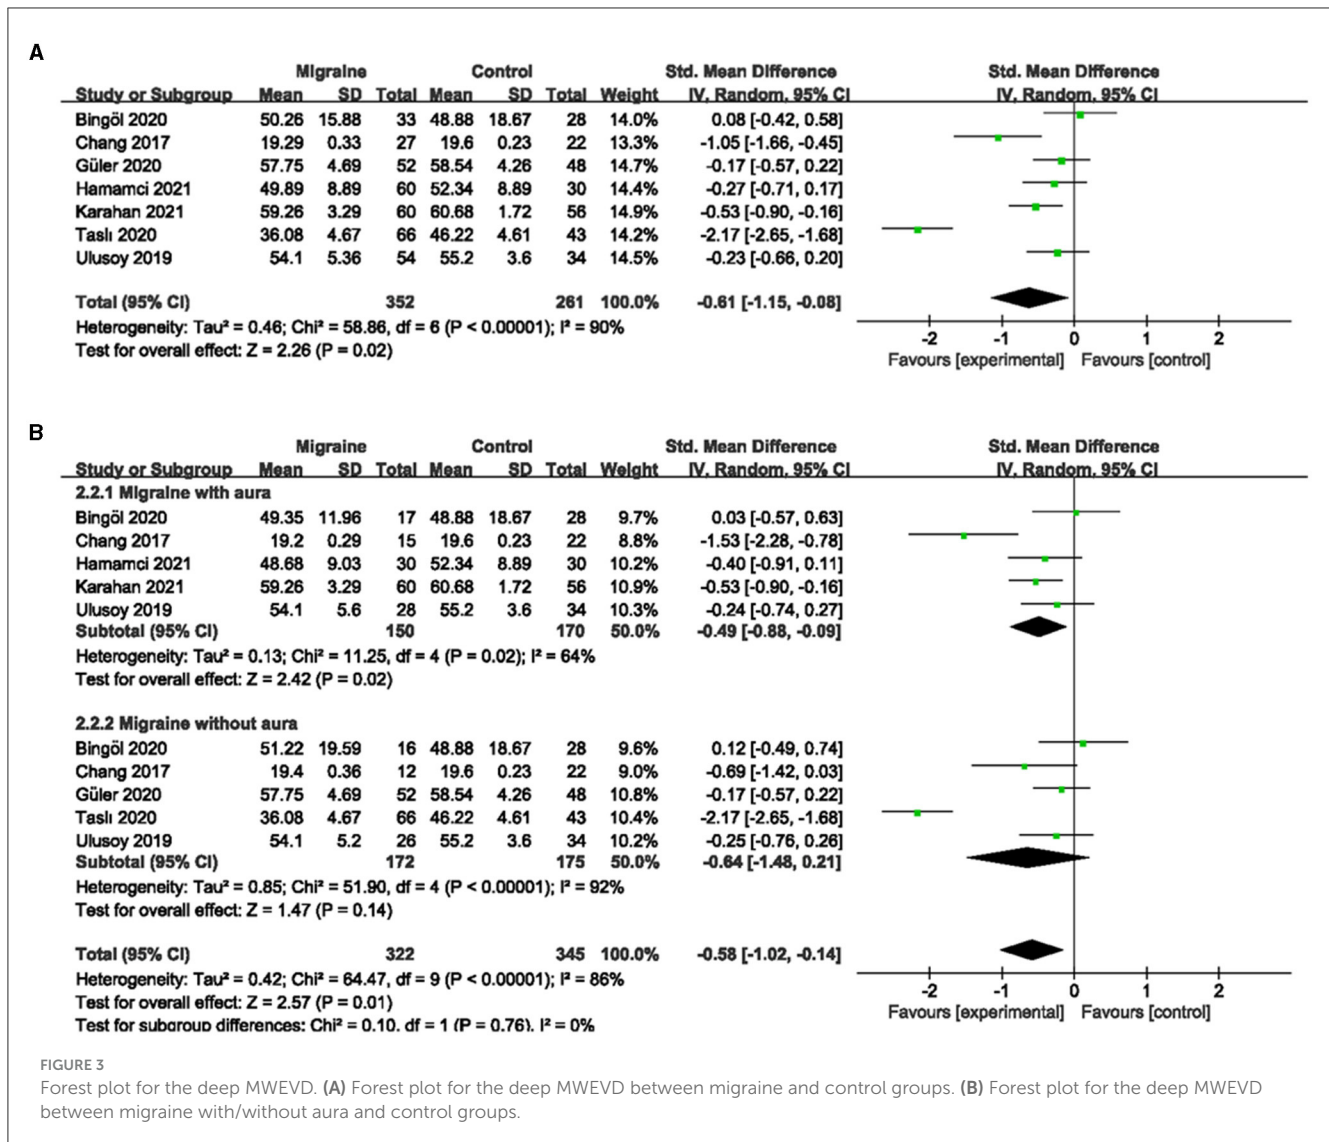 A
Migraine Control Std. Mean Difference Std. Mean Difference
Study or Subgroup Mean SD Total Mean SD Total Weight IV, Random, 95% CI IV, Random, 95% CI
Bingöl 2020 50.26 15.88 33 48.88 18.67 28 14.0% 0.08 [-0.42, 0.58]
Chang 2017 19.29 0.33 27 19.6 0.23 22 13.3% -1.05 [-1.66, -0.45]
Güler 2020 57.75 4.69 52 58.54 4.26 48 14.7% -0.17 [-0.57, 0.22]
Hamamci 2021 49.89 8.89 60 52.34 8.89 30 14.4% -0.27 [-0.71, 0.17]
Karahan 2021 59.26 3.29 60 60.68 1.72 56 14.9% -0.53 [-0.90, -0.16]
Taslı 2020 36.08 4.67 66 46.22 4.61 43 14.2% -2.17 [-2.65, -1.68]
Ulusoy 2019 54.1 5.36 54 55.2 3.6 34 14.5% -0.23 [-0.66, 0.20]
Total (95% CI) 352 261 100.0% -0.61 [-1.15, -0.08]
Heterogeneity: Tau² = 0.46; Chi² = 58.86, df = 6 (P < 0.00001); I² = 90%
Test for overall effect: Z = 2.26 (P = 0.02)
-2 -1 0 1 2
Favours [experimental] Favours [control]
B
Migraine Control Std. Mean Difference Std. Mean Difference
Study or Subgroup Mean SD Total Mean SD Total Weight IV, Random, 95% CI IV, Random, 95% CI
2.2.1 Migraine with aura
Bingöl 2020 49.35 11.96 17 48.88 18.67 28 9.7% 0.03 [-0.57, 0.63]
Chang 2017 19.2 0.29 15 19.6 0.23 22 8.8% -1.53 [-2.28, -0.78]
Hamamci 2021 48.68 9.03 30 52.34 8.89 30 10.2% -0.40 [-0.91, 0.11]
Karahan 2021 59.26 3.29 60 60.68 1.72 56 10.9% -0.53 [-0.90, -0.16]
Ulusoy 2019 54.1 5.6 28 55.2 3.6 34 10.3% -0.24 [-0.74, 0.27]
Subtotal (95% CI) 150 170 50.0% -0.49 [-0.88, -0.09]
Heterogeneity: Tau² = 0.13; Chi² = 11.25, df = 4 (P = 0.02); I² = 64%
Test for overall effect: Z = 2.42 (P = 0.02)
2.2.2 Migraine without aura
Bingöl 2020 51.22 19.59 16 48.88 18.67 28 9.6% 0.12 [-0.49, 0.74]
Chang 2017 19.4 0.36 12 19.6 0.23 22 9.0% -0.69 [-1.42, 0.03]
Güler 2020 57.75 4.69 52 58.54 4.26 48 10.8% -0.17 [-0.57, 0.22]
Taslı 2020 36.08 4.67 66 46.22 4.61 43 10.4% -2.17 [-2.65, -1.68]
Ulusoy 2019 54.1 5.2 26 55.2 3.6 34 10.2% -0.25 [-0.76, 0.26]
Subtotal (95% CI) 172 175 50.0% -0.64 [-1.48, 0.21]
Heterogeneity: Tau² = 0.85; Chi² = 51.90, df = 4 (P < 0.00001); I² = 92%
Test for overall effect: Z = 1.47 (P = 0.14)
Total (95% CI) 322 345 100.0% -0.58 [-1.02, -0.14]
Heterogeneity: Tau² = 0.42; Chi² = 64.47, df = 9 (P < 0.00001); I² = 86%
Test for overall effect: Z = 2.57 (P = 0.01)
Test for subgroup differences: Chi² = 0.10. df = 1 (P = 0.76). I² = 0%
-2 -1 0 1 2
Favours [experimental] Favours [control]
FIGURE 3
Forest plot for the deep MWEVD. (A) Forest plot for the deep MWEVD between migraine and control groups. (B) Forest plot for the deep MWEVD
between migraine with/without aura and control groups.